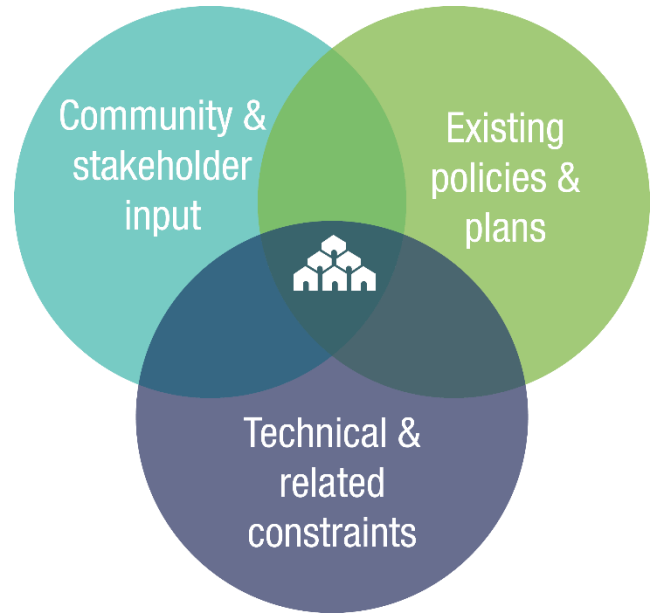 Community &
stakeholder
input
Existing
policies &
plans
Technical &
related
constraints